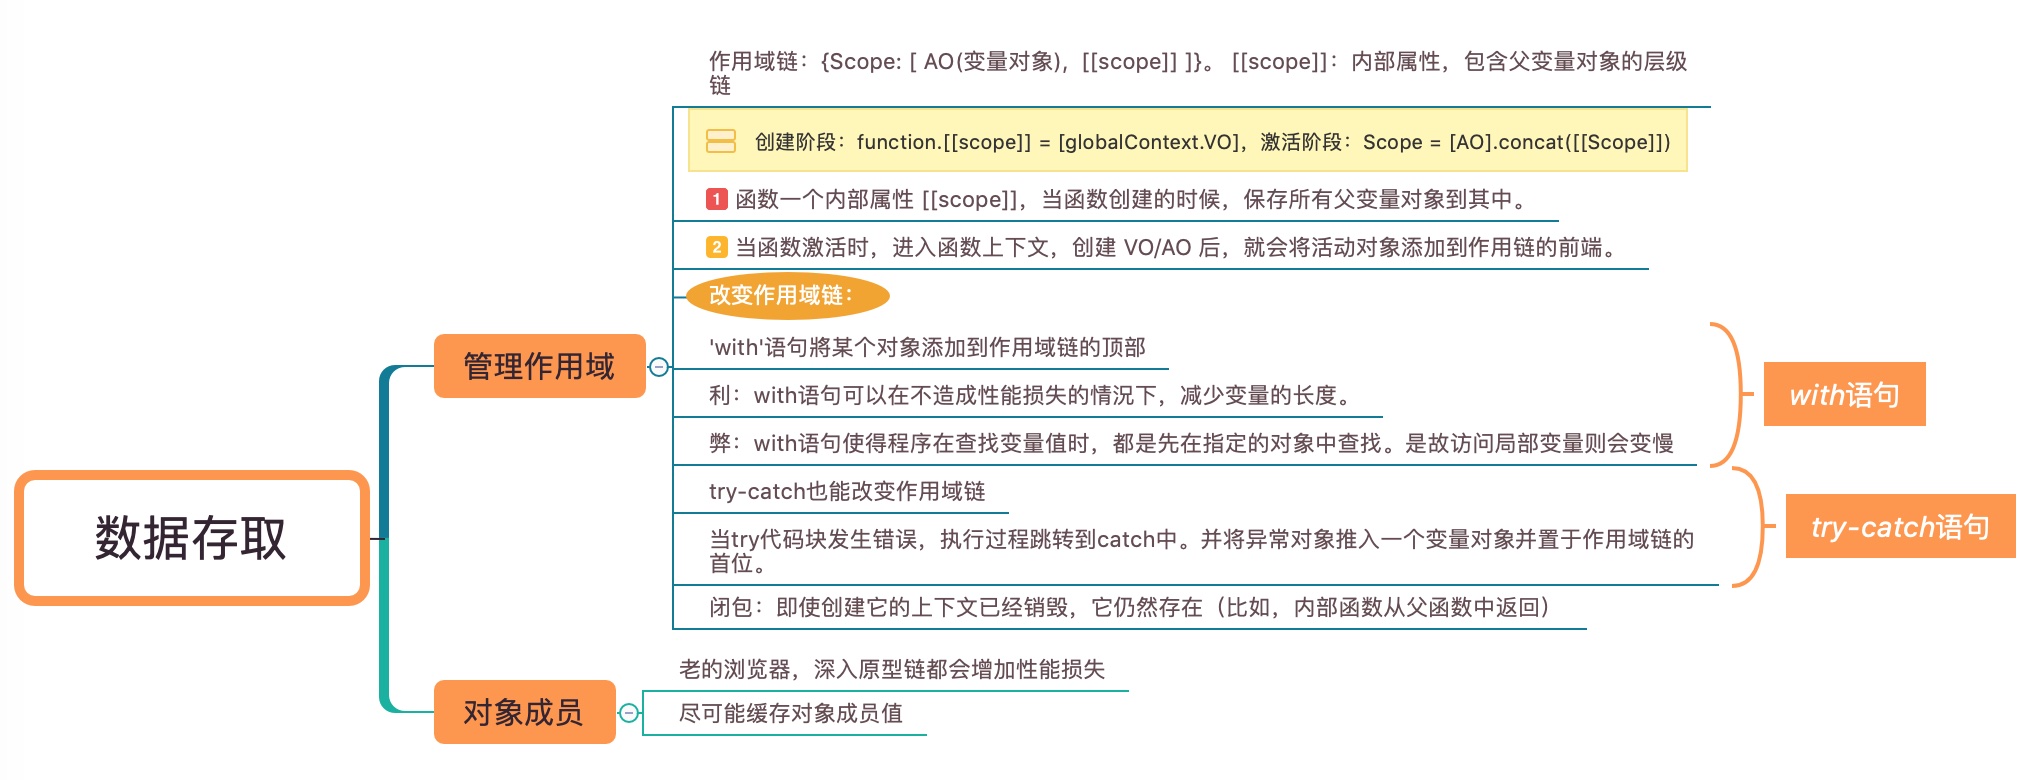 作用域链：{Scope: [ AO(变量对象)，[[scope]] ]}。 [[scope]]：内部属性，包含父变量对象的层级
链
创建阶段：function.[[scope]] = [globalContext.VO]，激活阶段：Scope = [AO].concat([[Scope]])
1 函数一个内部属性 [[scope]]，当函数创建的时候，保存所有父变量对象到其中。
2 当函数激活时，进入函数上下文，创建 VO/AO 后，就会将活动对象添加到作用链的前端。
改变作用域链：
'with'语句將某个对象添加到作用域链的顶部
管理作用域
利：with语句可以在不造成性能损失的情況下，减少变量的长度。
with语句
弊：with语句使得程序在查找变量值时，都是先在指定的对象中查找。是故访问局部变量则会变慢
try-catch也能改变作用域链
当try代码块发生错误，执行过程跳转到catch中。并将异常对象推入一个变量对象并置于作用域链的
首位。
try-catch语句
数据存取
闭包：即使创建它的上下文已经销毁，它仍然存在（比如，内部函数从父函数中返回）
对象成员
老的浏览器，深入原型链都会增加性能损失
尽可能缓存对象成员值